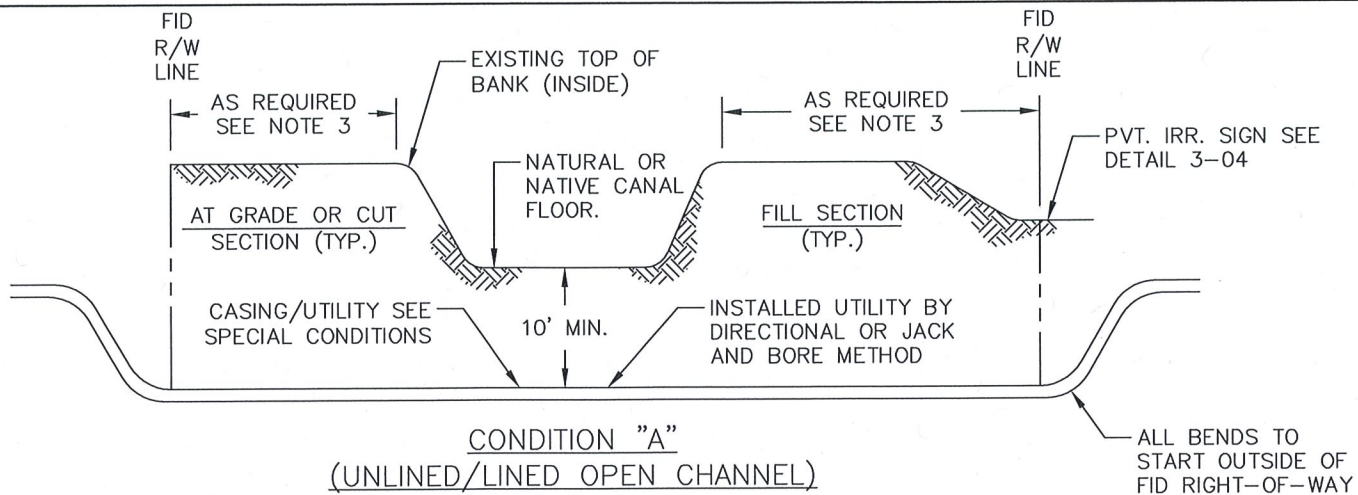 FID
R/W
LINE
FID
R/W
LINE
EXISTING TOP OF
BANK (INSIDE)
AS REQUIRED
SEE NOTE 3
AS REQUIRED
SEE NOTE 3
PVT. IRR. SIGN SEE
DETAIL 3-04
NATURAL OR
NATIVE CANAL
FLOOR.
AT GRADE OR CUT
SECTION (TYP.)
FILL SECTION
(TYP.)
CASING/UTILITY SEE
SPECIAL CONDITIONS
10' MIN.
INSTALLED UTILITY BY
DIRECTIONAL OR JACK
AND BORE METHOD
CONDITION "A"
(UNLINED/LINED OPEN CHANNEL)
ALL BENDS TO
START OUTSIDE OF
FID RIGHT-OF-WAY